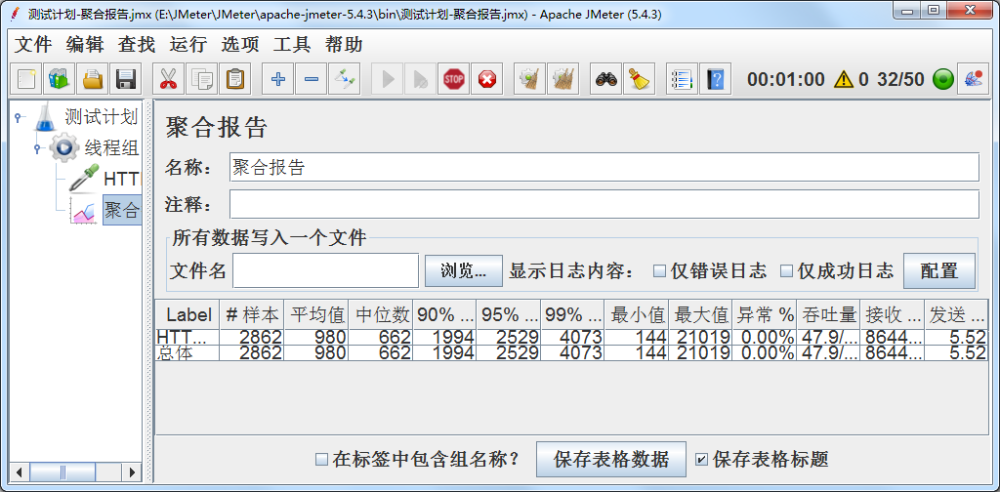 测试计划-聚合报告.jmx (E:\JMeter\JMeter\apache-jmeter-5.4.3\bin\测试计划-聚合报告.jmx) - Apache JMeter (5.4.3)
文件 编辑 查找 运行 选项 工具 帮助
STOP 00:01:00 0 32/50
测试计划
线程组
HTT
聚合
聚合报告
名称： 聚合报告
注释：
所有数据写入一个文件
文件名 浏览... 显示日志内容： 仅错误日志 仅成功日志 配置
Label # 样本 平均值 中位数 90% ... 95% ... 99% ... 最小值 最大值 异常 % 吞吐量 接收 ... 发送 ...
HTT... 2862 980 662 1994 2529 4073 144 21019 0.00% 47.9/... 8644... 5.52
总体 2862 980 662 1994 2529 4073 144 21019 0.00% 47.9/... 8644... 5.52
在标签中包含组名称？ 保存表格数据 保存表格标题